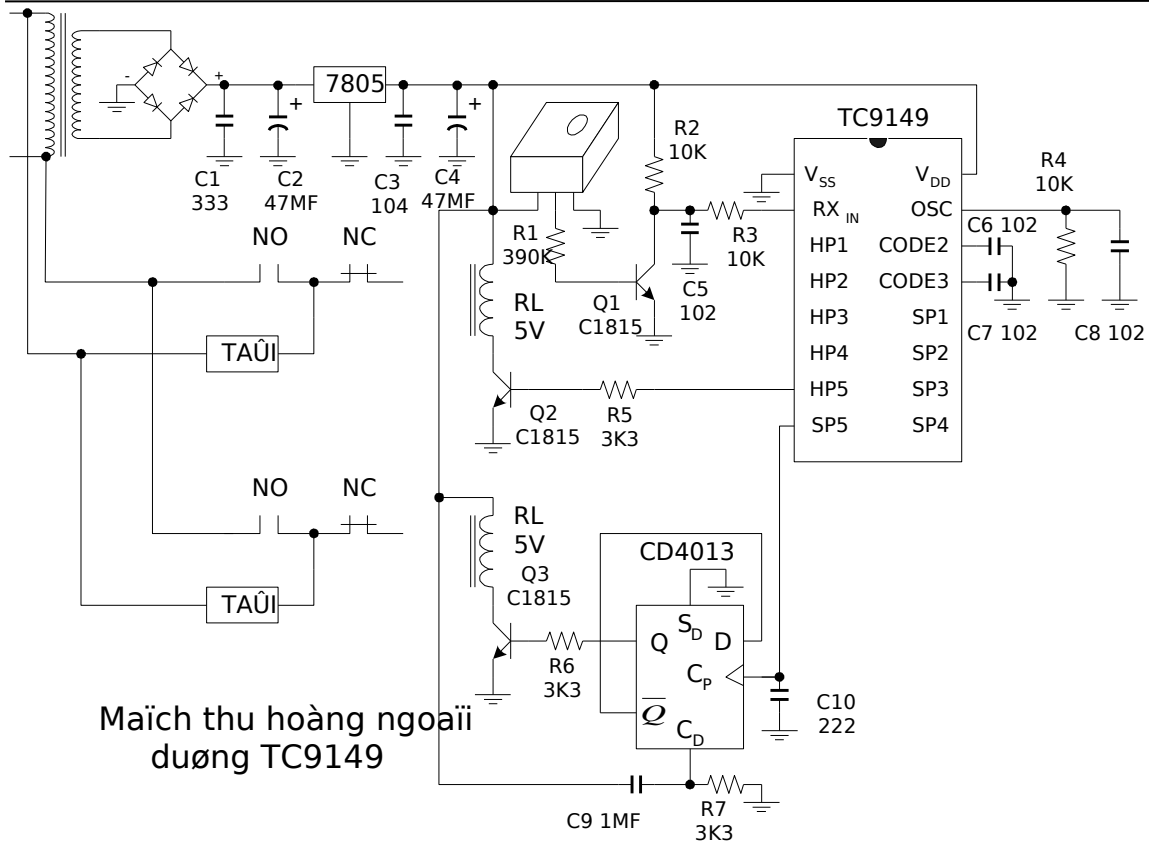 - +
7805
+
+
C1
333
C2
47MF
C3
104
C4
47MF
R2
10K
TC9149
R4
10K
VSS
VDD
RX IN
OSC
HP1
CODE2
HP2
CODE3
HP3
SP1
HP4
SP2
HP5
SP3
SP5
SP4
C6 102
C7 102
C8 102
R3
10K
C5
102
R1
390K
Q1
C1815
RL
5V
NO
NC
TAÛI
Q2
C1815
R5
3K3
NO
NC
TAÛI
RL
5V
Q3
C1815
CD4013
SD
Q
D
CP
Q
CD
R6
3K3
C10
222
C9 1MF
R7
3K3
Maïch thu hoàng ngoaïi
duøng TC9149